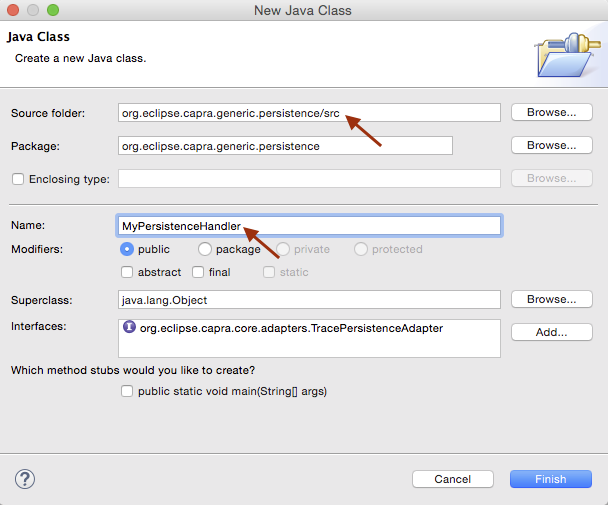 New Java Class
Java Class
Create a new Java class.
Source folder: org.eclipse.capra.generic.persistence/src Browse...
Package: org.eclipse.capra.generic.persistence Browse...
Enclosing type: Browse...
Name: MyPersistenceHandler
Modifiers: public package private protected
abstract final static
Superclass: java.lang.Object Browse...
Interfaces: I org.eclipse.capra.core.adapters.TracePersistenceAdapter Add...
Which method stubs would you like to create?
public static void main(String[] args)
? Cancel Finish